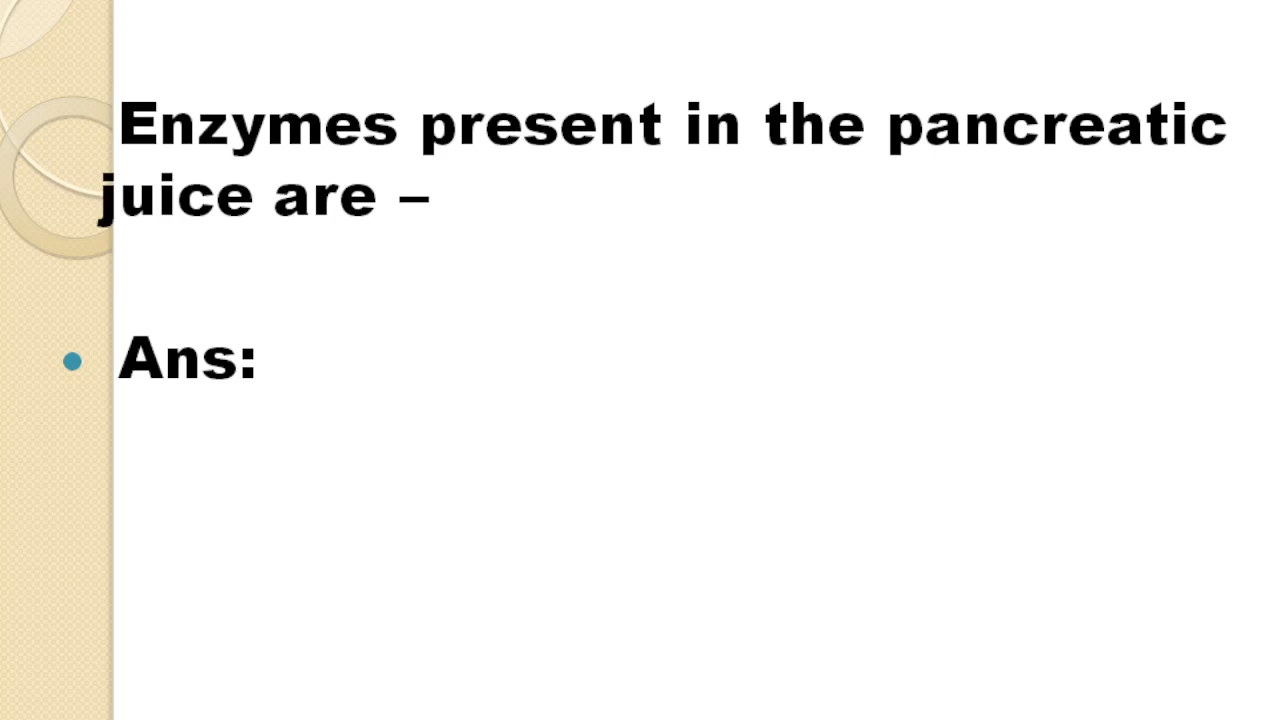 Enzymes present in the pancreatic
juice are –
• Ans: